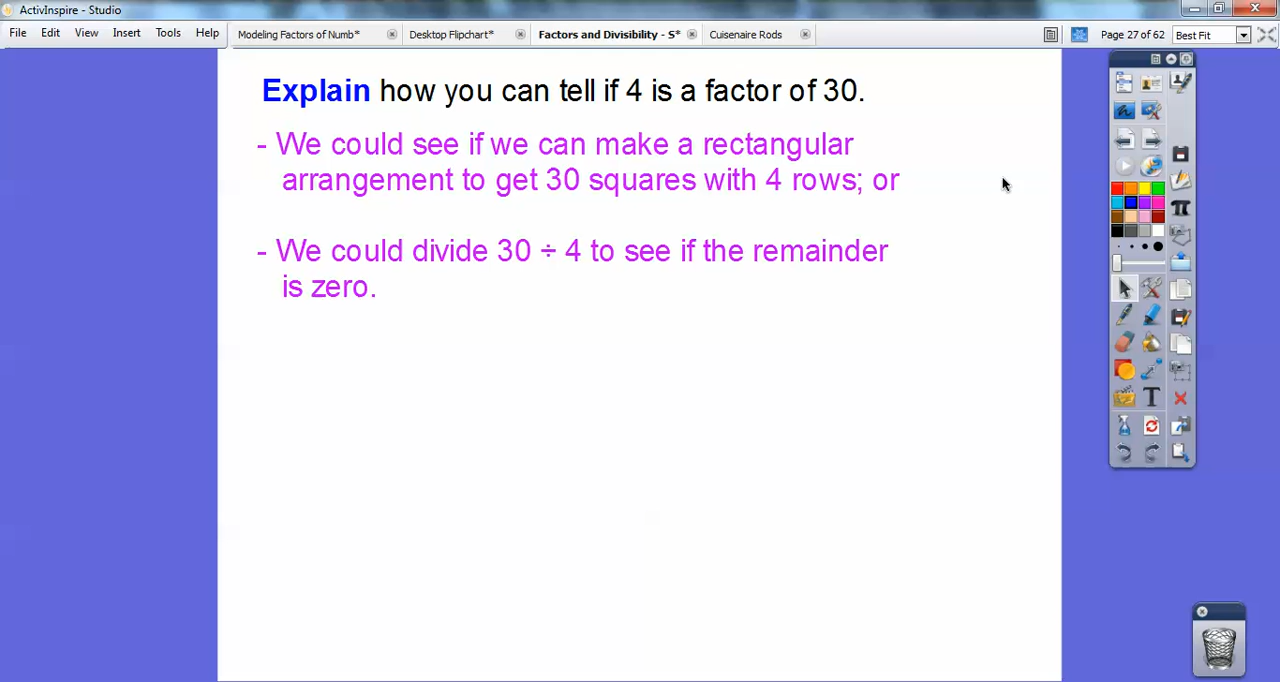 ActivInspire - Studio
File Edit View Insert Tools Help
Modeling Factors of Numb* Desktop Flipchart* Factors and Divisibility - S* Cuisenaire Rods
Page 27 of 62 Best Fit
Explain how you can tell if 4 is a factor of 30.
- We could see if we can make a rectangular
arrangement to get 30 squares with 4 rows; or
- We could divide 30 ÷ 4 to see if the remainder
is zero.